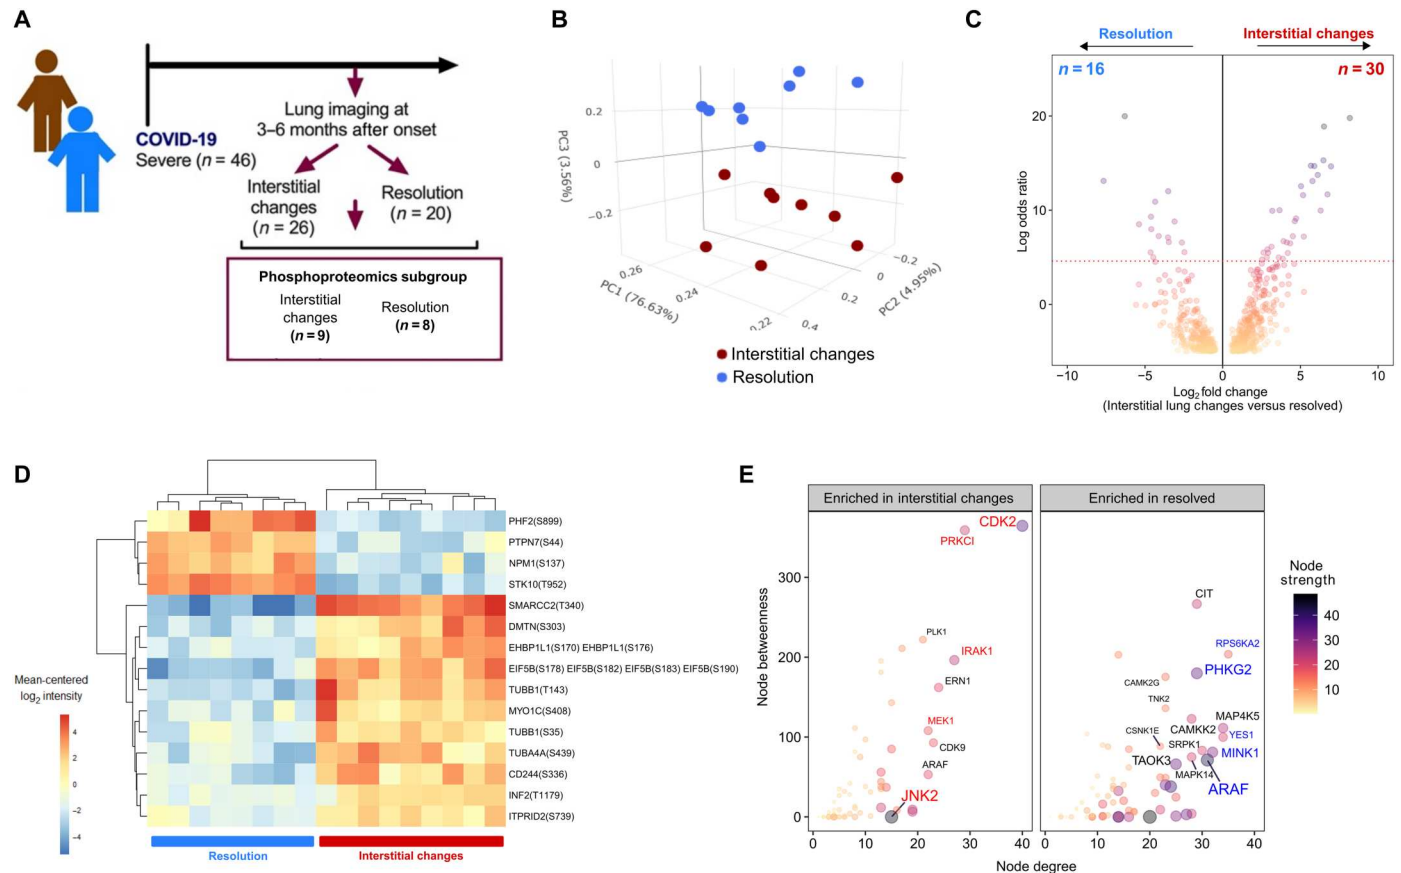 A
COVID-19
Severe (n = 46)
Lung imaging at
3–6 months after onset
Interstitial
changes
(n = 26)
Resolution
(n = 20)
Phosphoproteomics subgroup
Interstitial
changes
(n = 9)
Resolution
(n = 8)
B
PC3 (3.56%)
0.2
0
−0.2
0.26
0.24
0.22
PC1 (76.63%)
0.4
0.2
0
−0.2
PC2 (4.95%)
Interstitial changes
Resolution
C
Resolution
Interstitial changes
n = 16
n = 30
Log odds ratio
20
10
0
−10
−5
0
5
10
Log2 fold change
(Interstitial lung changes versus resolved)
D
Mean-centered
log2 intensity
4
2
0
−2
−4
PHF2(S899)
PTPN7(S44)
NPM1(S137)
STK10(T952)
SMARCC2(T340)
DMTN(S303)
EHBP1L1(S170) EHBP1L1(S176)
EIF5B(S178) EIF5B(S182) EIF5B(S183) EIF5B(S190)
TUBB1(T143)
MYO1C(S408)
TUBB1(S35)
TUBA4A(S439)
CD244(S336)
INF2(T1179)
ITPRID2(S739)
Resolution
Interstitial changes
E
Enriched in interstitial changes
Enriched in resolved
Node betweenness
300
200
100
0
CDK2
PRKCI
PLK1
IRAK1
ERN1
MEK1
CDK9
ARAF
JNK2
CIT
RPS6KA2
PHKG2
CAMK2G
TNK2
MAP4K5
CAMKK2
CSNK1E
YES1
SRPK1
MINK1
TAOK3
MAPK14
ARAF
0
10
20
30
40
0
10
20
30
40
Node degree
Node
strength
40
30
20
10